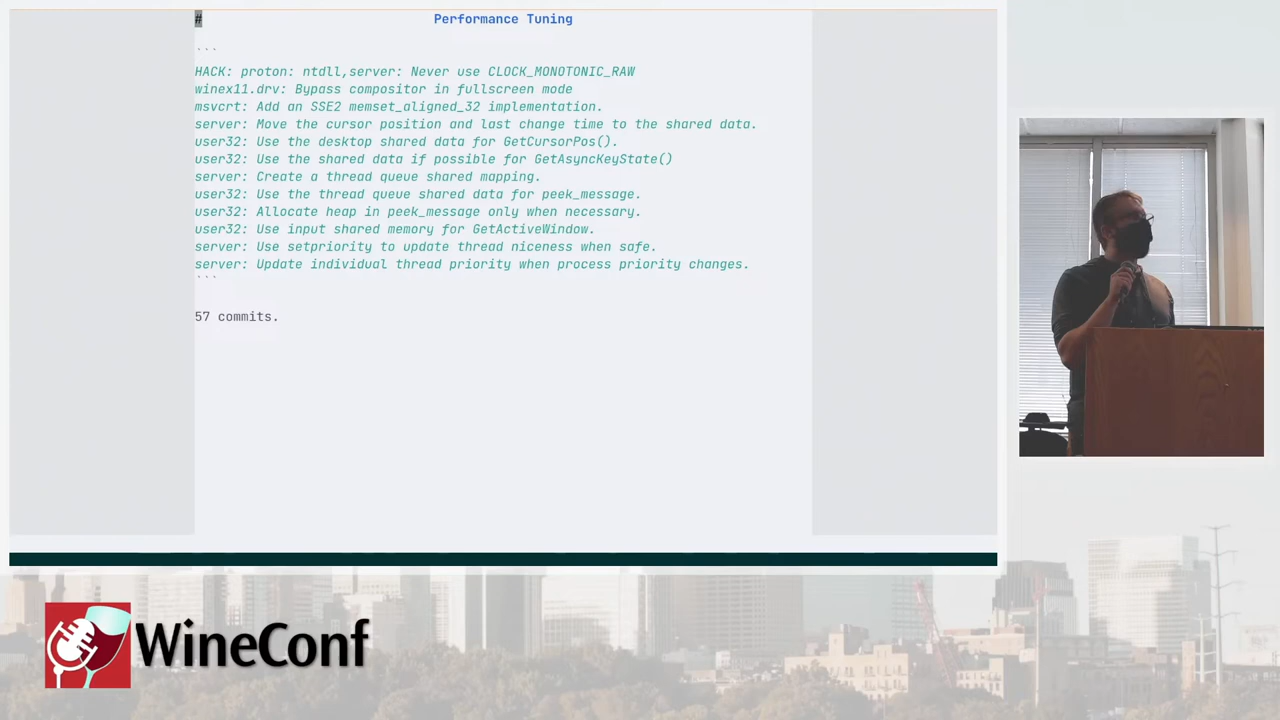 # Performance Tuning
```
HACK: proton: ntdll,server: Never use CLOCK_MONOTONIC_RAW
winex11.drv: Bypass compositor in fullscreen mode
msvcrt: Add an SSE2 memset_aligned_32 implementation.
server: Move the cursor position and last change time to the shared data.
user32: Use the desktop shared data for GetCursorPos().
user32: Use the shared data if possible for GetAsyncKeyState()
server: Create a thread queue shared mapping.
user32: Use the thread queue shared data for peek_message.
user32: Allocate heap in peek_message only when necessary.
user32: Use input shared memory for GetActiveWindow.
server: Use setpriority to update thread niceness when safe.
server: Update individual thread priority when process priority changes.
```
57 commits.
WineConf